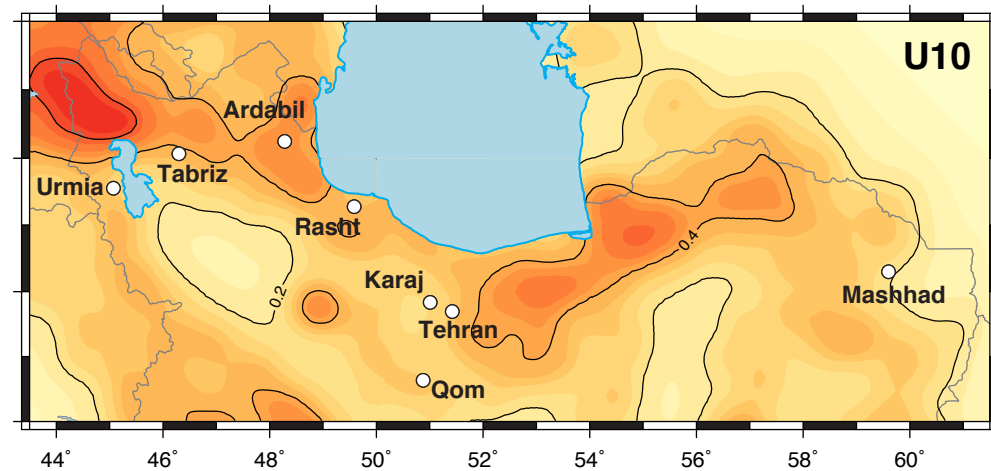 U10
Ardabil
Tabriz
Urmia
Rasht
0.4
Karaj
Mashhad
0.2
Tehran
Qom
44 46˚ 48˚ 50˚ 52˚ 54˚ 56˚ 58˚ 60˚